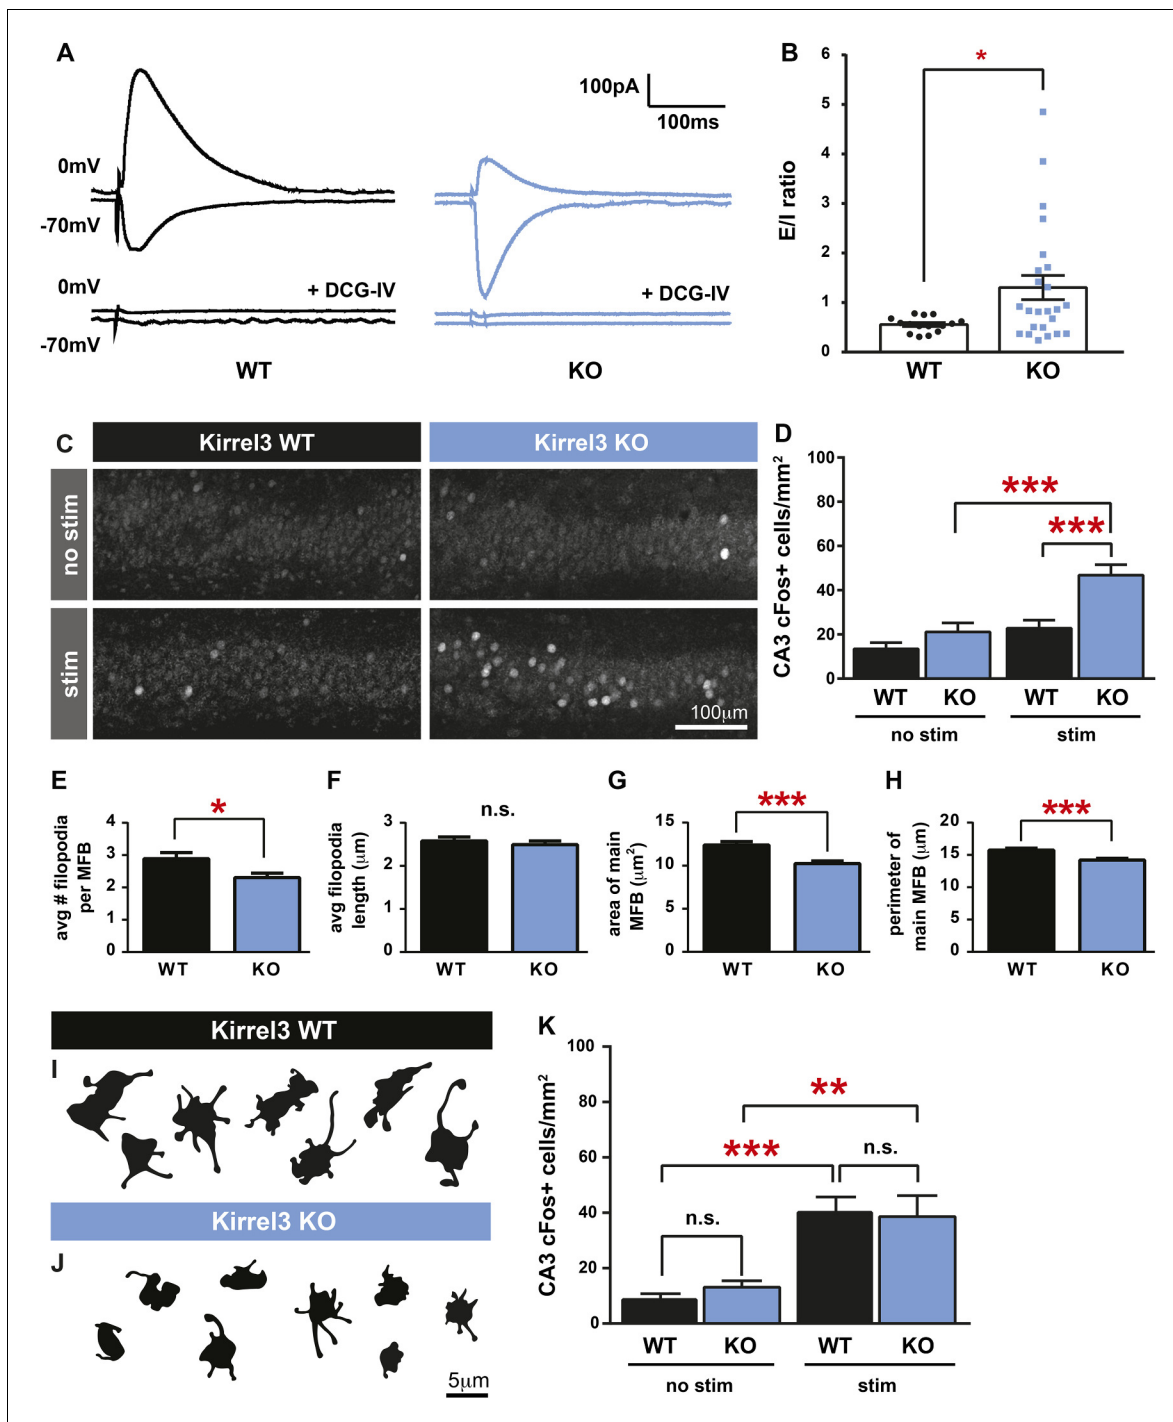 A
0mV
-70mV
0mV
-70mV
+ DCG-IV
WT
100pA
100ms
+ DCG-IV
KO
B
E/I ratio
6
5
4
3
2
1
0
*
WT
KO
C
Kirrel3 WT
Kirrel3 KO
no stim
stim
100μm
D
CA3 cFos+ cells/mm²
100
80
60
40
20
0
***
***
WT
KO
WT
KO
no stim
stim
E
avg # filopodia
per MFB
4
3
2
1
0
*
WT
KO
F
avg filopodia
length (μm)
3
2
1
0
n.s.
WT
KO
G
area of main
MFB (μm²)
15
10
5
0
***
WT
KO
H
perimeter of
main MFB (μm)
20
15
10
5
0
***
WT
KO
Kirrel3 WT
I
Kirrel3 KO
J
5μm
K
CA3 cFos+ cells/mm²
100
80
60
40
20
0
**
***
n.s.
n.s.
WT
KO
WT
KO
no stim
stim